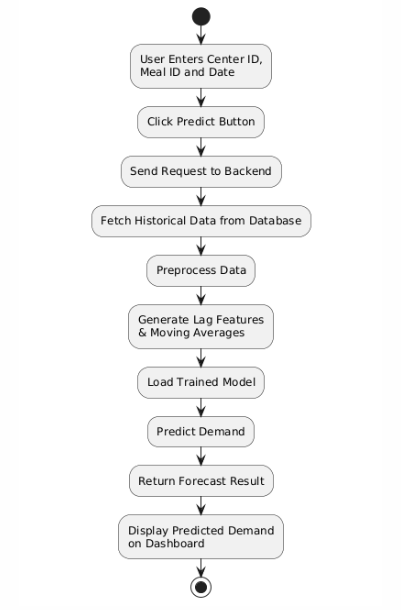 User Enters Center ID,
Meal ID and Date
Click Predict Button
Send Request to Backend
Fetch Historical Data from Database
Preprocess Data
Generate Lag Features
& Moving Averages
Load Trained Model
Predict Demand
Return Forecast Result
Display Predicted Demand
on Dashboard